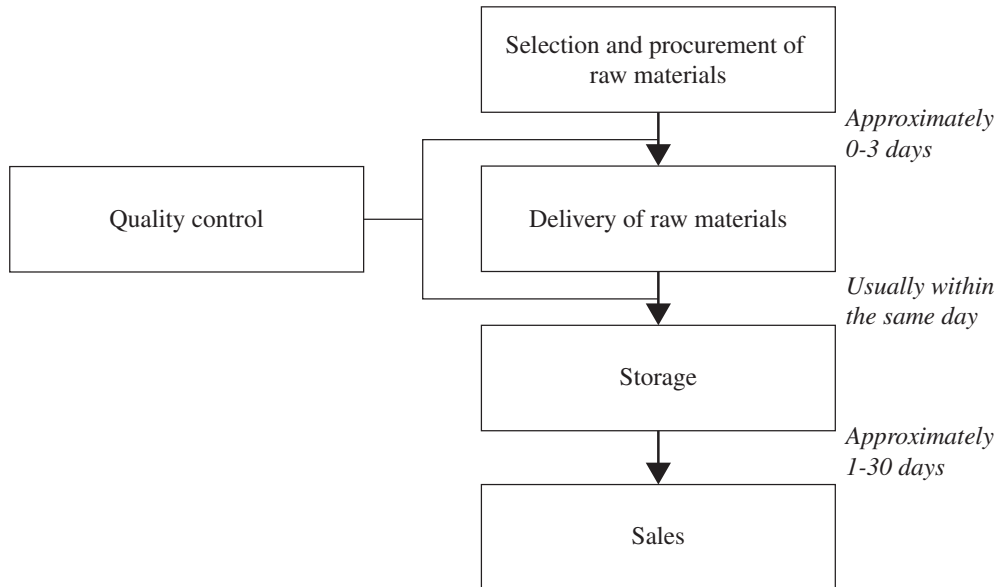 Selection and procurement of
raw materials
Approximately
0-3 days
Quality control
Delivery of raw materials
Usually within
the same day
Storage
Approximately
1-30 days
Sales